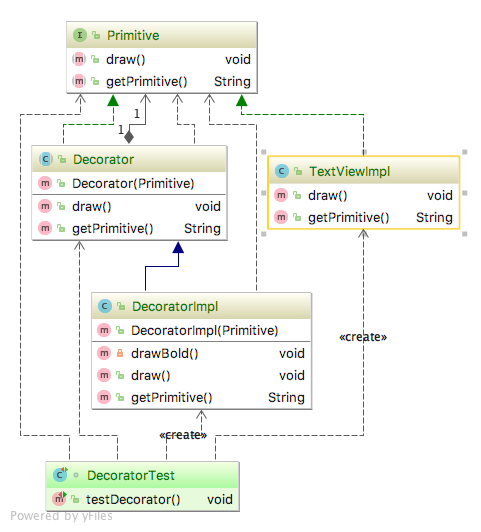 I Primitive
m draw() void
m getPrimitive() String
1
1
C Decorator
m Decorator(Primitive)
m draw() void
m getPrimitive() String
C TextViewImpl
m draw() void
m getPrimitive() String
C DecoratorImpl
m DecoratorImpl(Primitive)
m drawBold() void
m draw() void
m getPrimitive() String
«create»
«create»
C DecoratorTest
m testDecorator() void
Powered by yFiles